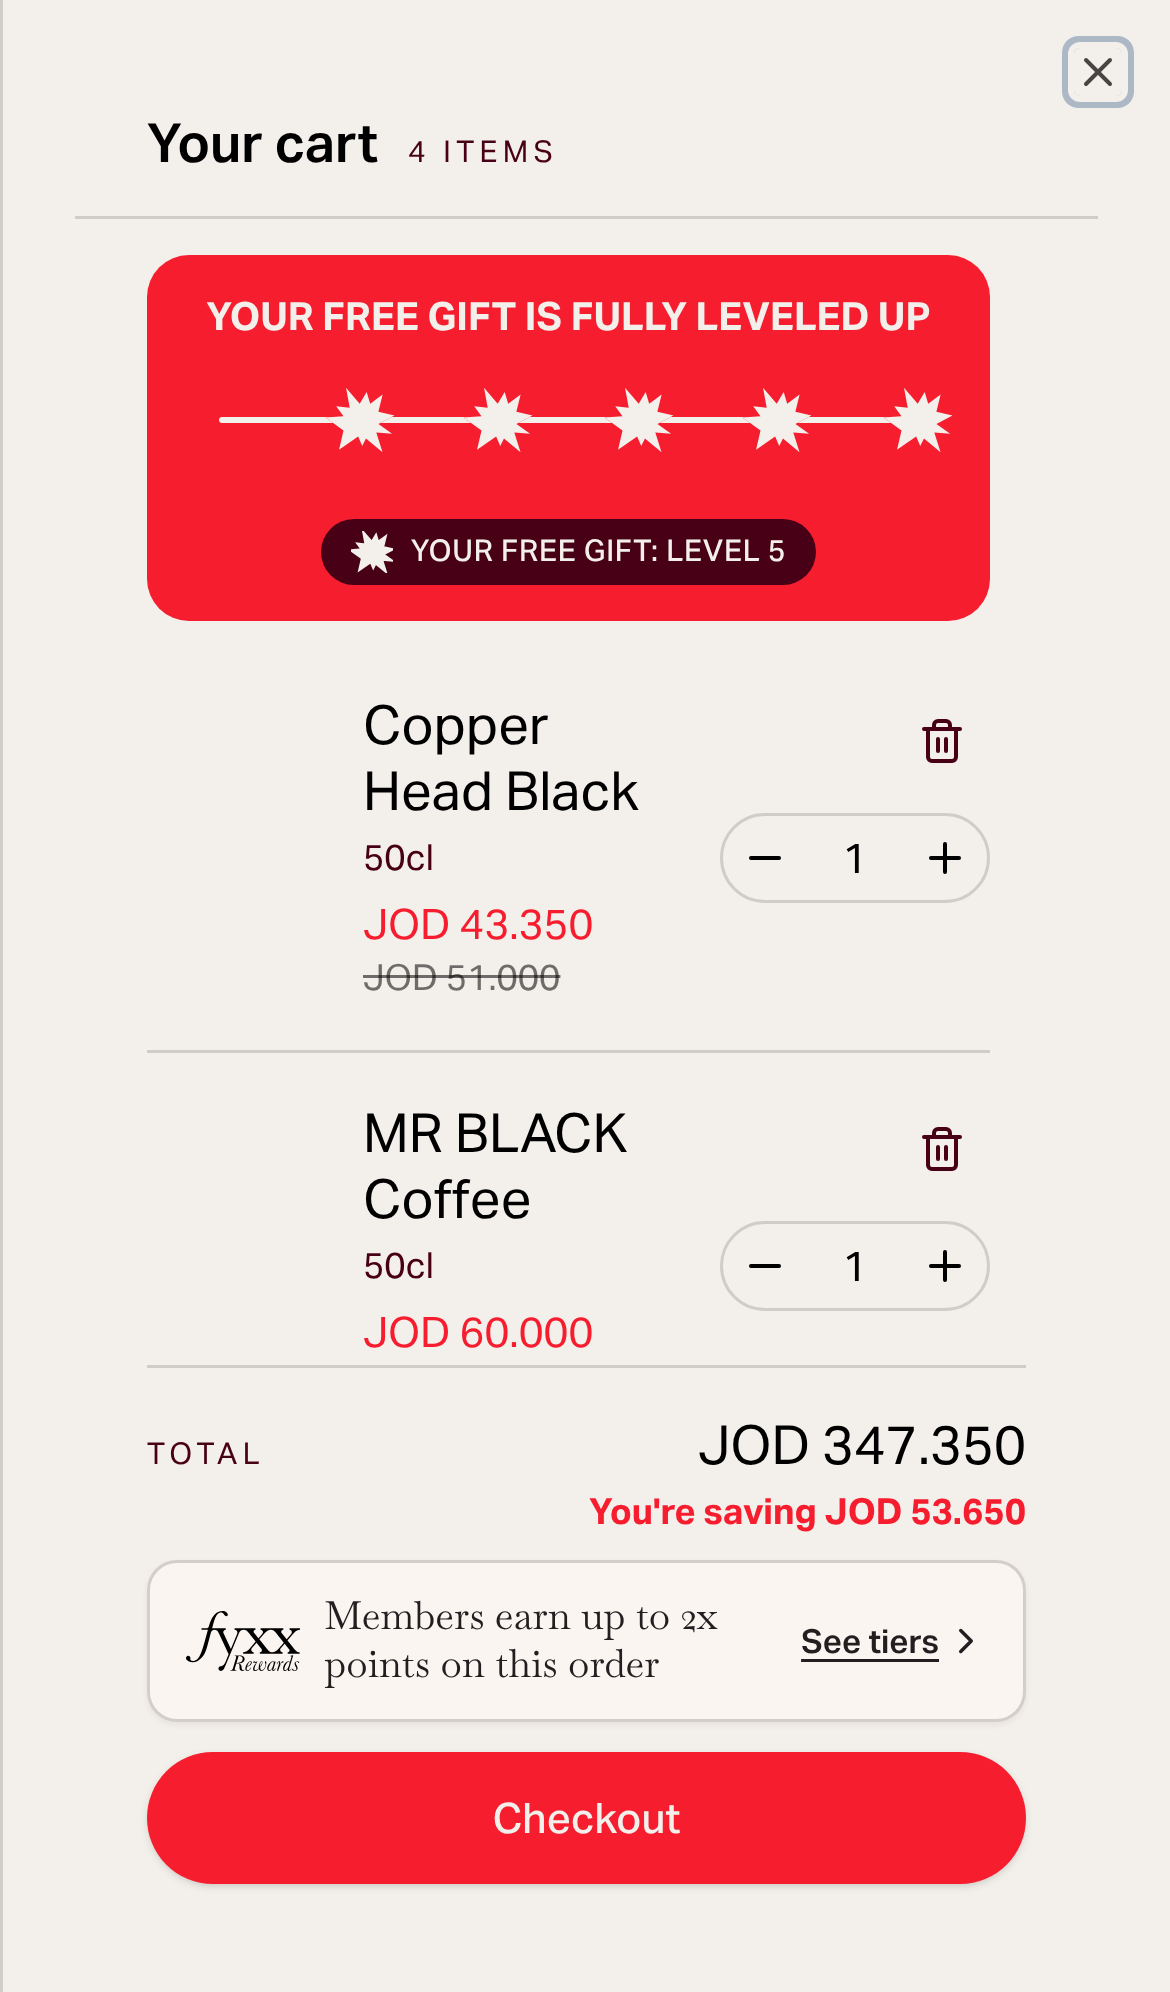 Your cart 4 ITEMS
YOUR FREE GIFT IS FULLY LEVELED UP
YOUR FREE GIFT: LEVEL 5
Copper
Head Black
50cl
1
JOD 43.350
JOD 51.000
MR BLACK
Coffee
50cl
1
JOD 60.000
TOTAL
JOD 347.350
You're saving JOD 53.650
fyxx
Rewards
Members earn up to 2x
points on this order
See tiers
Checkout